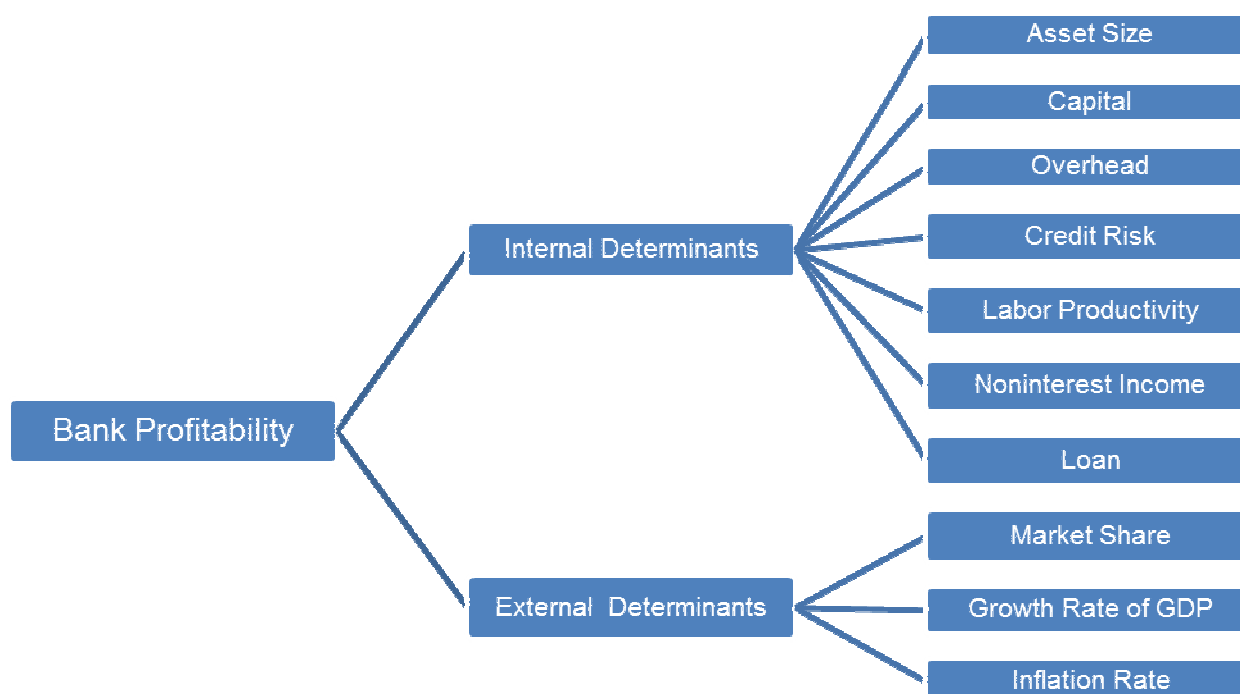 Bank Profitability
Internal Determinants
Asset Size
Capital
Overhead
Credit Risk
Labor Productivity
Noninterest Income
Loan
External Determinants
Market Share
Growth Rate of GDP
Inflation Rate